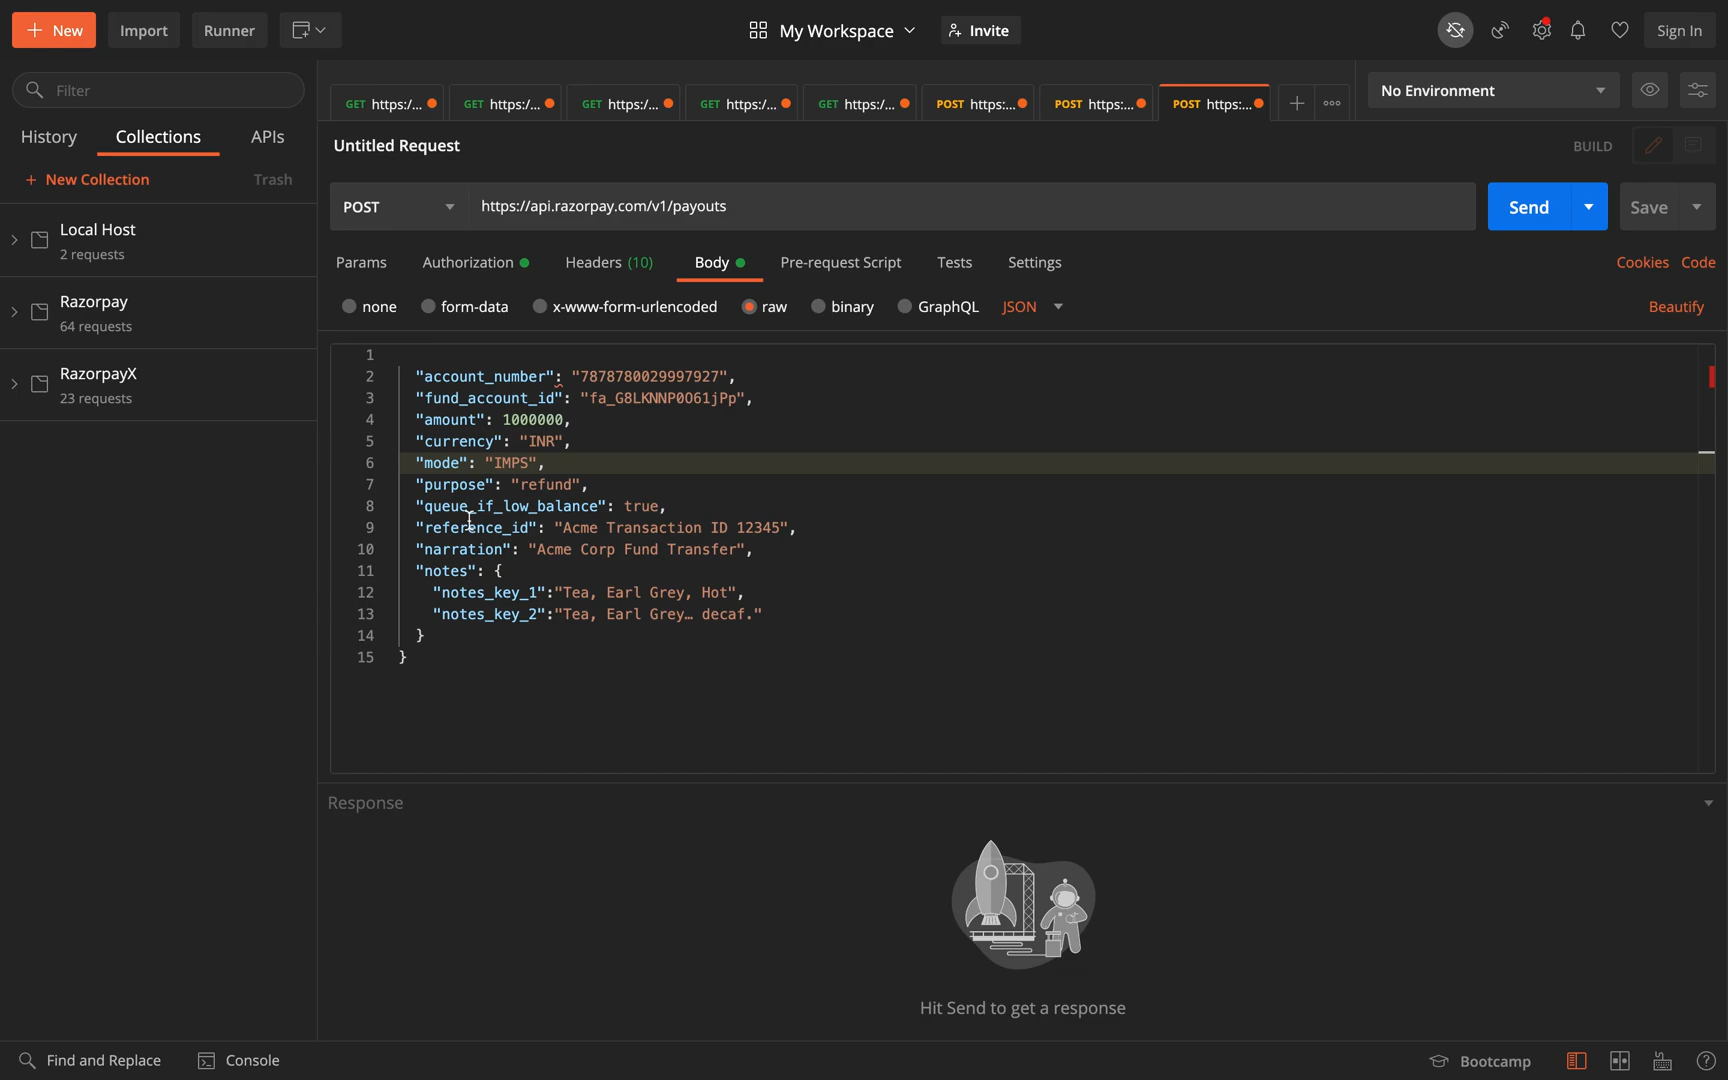 New
Import
Runner
My Workspace
Invite
Sign In
Filter
History
Collections
APIs
+ New Collection
Trash
Local Host
2 requests
Razorpay
64 requests
RazorpayX
23 requests
GET https:/...
GET https:/...
GET https:/...
GET https:/...
GET https:/...
POST https:...
POST https:...
POST https:...
No Environment
Untitled Request
BUILD
POST
https://api.razorpay.com/v1/payouts
Send
Save
Params
Authorization
Headers (10)
Body
Pre-request Script
Tests
Settings
Cookies
Code
none
form-data
x-www-form-urlencoded
raw
binary
GraphQL
JSON
Beautify
1
2 "account_number": "7878780029997927",
3 "fund_account_id": "fa_G8LKNNP0O61jPp",
4 "amount": 1000000,
5 "currency": "INR",
6 "mode": "IMPS",
7 "purpose": "refund",
8 "queue_if_low_balance": true,
9 "reference_id": "Acme Transaction ID 12345",
10 "narration": "Acme Corp Fund Transfer",
11 "notes": {
12 "notes_key_1":"Tea, Earl Grey, Hot",
13 "notes_key_2":"Tea, Earl Grey… decaf."
14 }
15 }
Response
Hit Send to get a response
Find and Replace
Console
Bootcamp